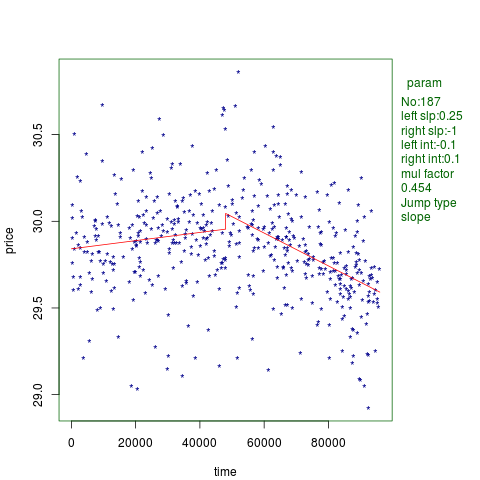 param
No:187
left slp:0.25
right slp:-1
left int:-0.1
right int:0.1
mul factor
0.454
Jump type
slope
price
30.5
30.0
29.5
29.0
0 20000 40000 60000 80000
time